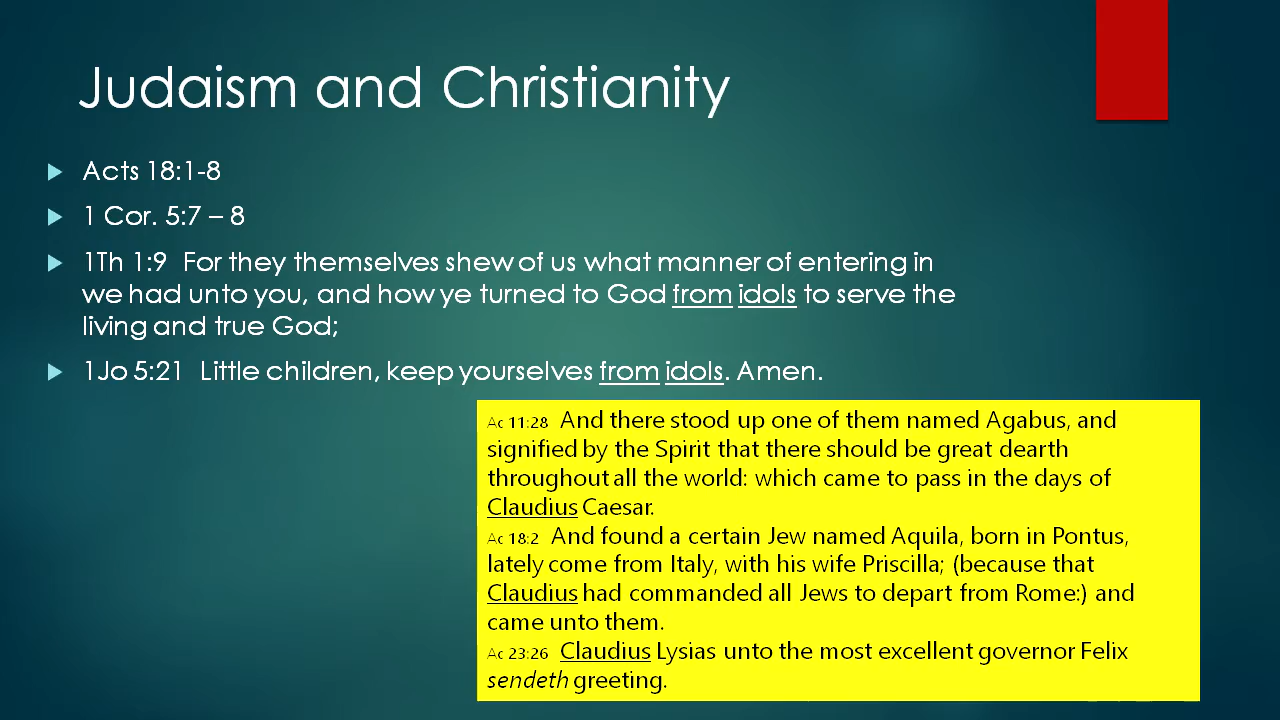 Judaism and Christianity
Acts 18:1-8
1 Cor. 5:7 – 8
1Th 1:9 For they themselves shew of us what manner of entering in
we had unto you, and how ye turned to God from idols to serve the
living and true God;
1Jo 5:21 Little children, keep yourselves from idols. Amen.
Ac 11:28 And there stood up one of them named Agabus, and
signified by the Spirit that there should be great dearth
throughout all the world: which came to pass in the days of
Claudius Caesar.
Ac 18:2 And found a certain Jew named Aquila, born in Pontus,
lately come from Italy, with his wife Priscilla; (because that
Claudius had commanded all Jews to depart from Rome:) and
came unto them.
Ac 23:26 Claudius Lysias unto the most excellent governor Felix
sendeth greeting.